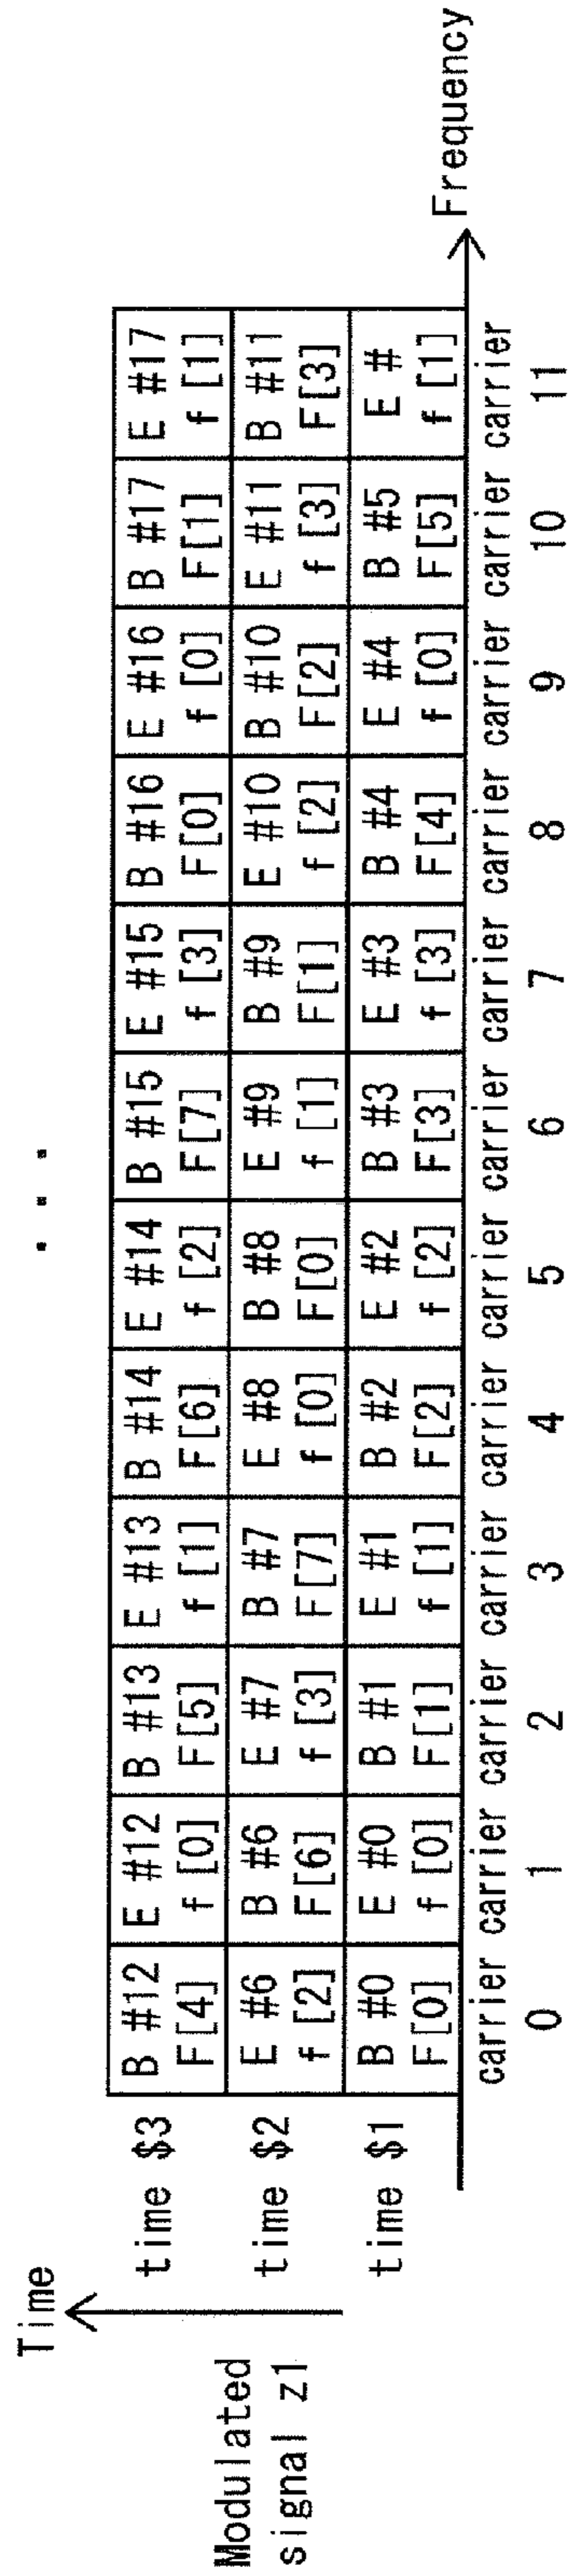 Time
...
Modulated
signal z1
time $3
B #12 E #12 B #13 E #13 B #14 E #14 B #15 E #15 B #16 E #16 B #17 E #17
F[4] f [0] F[5] f [1] F[6] f [2] F[7] f [3] F[0] f [0] F[1] f [1]
time $2
E #6 B #6 E #7 B #7 E #8 B #8 E #9 B #9 E #10 B #10 E #11 B #11
f [2] F[6] f [3] F[7] f [0] F[0] f [1] F[1] f [2] F[2] f [3] F[3]
time $1
B #0 E #0 B #1 E #1 B #2 E #2 B #3 E #3 B #4 E #4 B #5 E #
F[0] f [0] F[1] f [1] F[2] f [2] F[3] f [3] F[4] f [0] F[5] f [1]
carrier carrier carrier carrier carrier carrier carrier carrier carrier carrier carrier carrier
0 1 2 3 4 5 6 7 8 9 10 11
Frequency